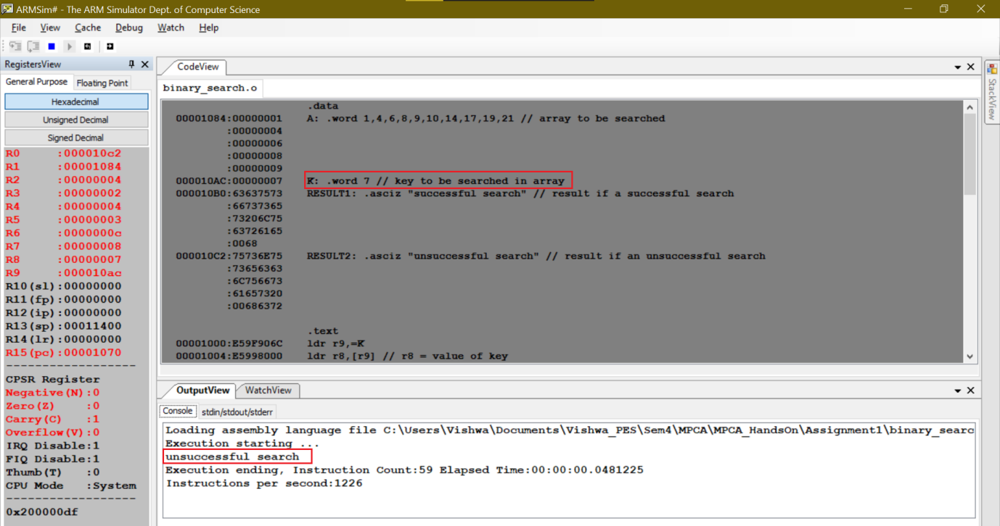 ARMSim# - The ARM Simulator Dept. of Computer Science
File View Cache Debug Watch Help
RegistersView
General Purpose Floating Point
Hexadecimal
Unsigned Decimal
Signed Decimal
R0 :000010c2
R1 :00001084
R2 :00000004
R3 :00000002
R4 :00000004
R5 :00000003
R6 :0000000c
R7 :00000008
R8 :00000007
R9 :000010ac
R10(sl):00000000
R11(fp):00000000
R12(ip):00000000
R13(sp):00011400
R14(lr):00000000
R15(pc):00001070
CPSR Register
Negative(N):0
Zero(Z) :0
Carry(C) :1
Overflow(V):0
IRQ Disable:1
FIQ Disable:1
Thumb(T) :0
CPU Mode :System
0x200000df
CodeView
binary_search.o
.data
00001084:00000001 A: .word 1,4,6,8,9,10,14,17,19,21 // array to be searched
:00000004
:00000006
:00000008
:00000009
000010AC:00000007 K: .word 7 // key to be searched in array
000010B0:63637573 RESULT1: .asciz "successful search" // result if a successful search
:66737365
:73206C75
:63726165
:0068
000010C2:75736E75 RESULT2: .asciz "unsuccessful search" // result if an unsuccessful search
:73656363
:6C756673
:61657320
:00686372
.text
00001000:E59F906C ldr r9,=K
00001004:E5998000 ldr r8,[r9] // r8 = value of key
OutputView WatchView
Console stdin/stdout/stderr
Loading assembly language file C:\Users\Vishwa\Documents\Vishwa_PES\Sem4\MPCA\MPCA_HandsOn\Assignment1\binary_searc
Execution starting ...
unsuccessful search
Execution ending, Instruction Count:59 Elapsed Time:00:00:00.0481225
Instructions per second:1226
StackView